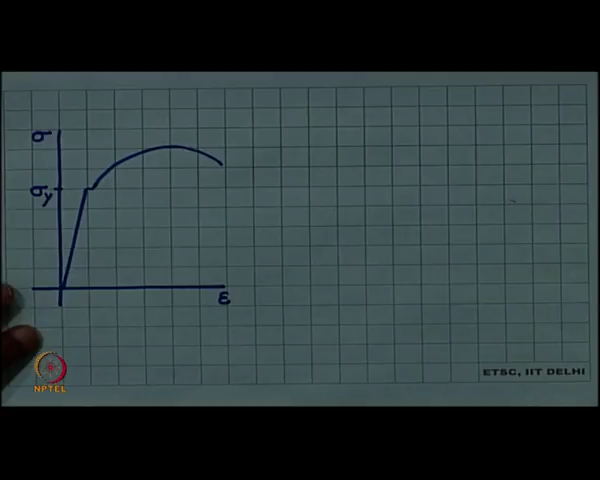 σ
σy
ε
NPTEL
ETSC, IIT DELHI